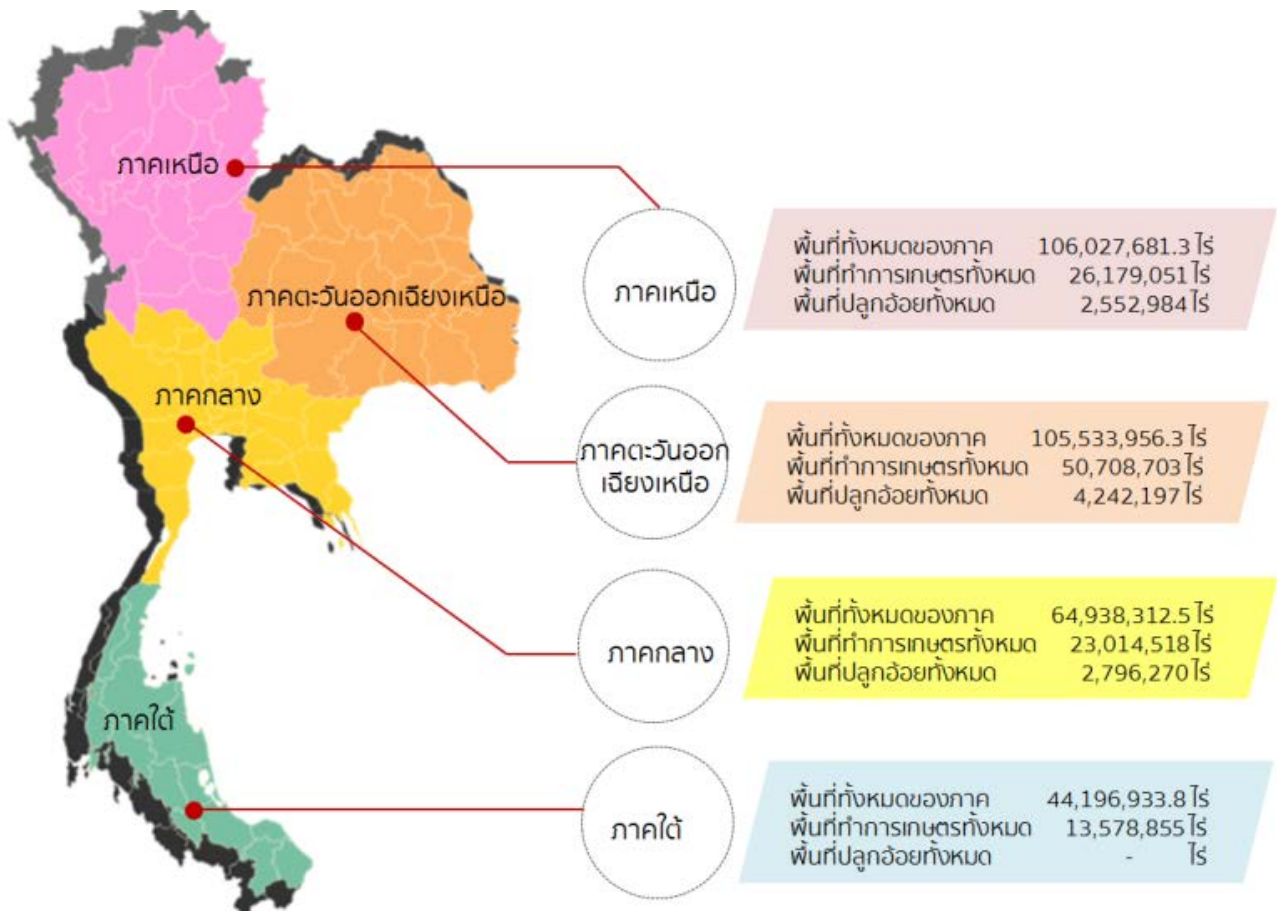 ภาคเหนือ
ภาคตะวันออกเฉียงเหนือ
ภาคกลาง
ภาคใต้
ภาคเหนือ
พื้นที่ทั้งหมดของภาค 106,027,681.3 ไร่
พื้นที่ทำการเกษตรทั้งหมด 26,179,051 ไร่
พื้นที่ปลูกอ้อยทั้งหมด 2,552,984 ไร่
ภาคตะวันออก
เฉียงเหนือ
พื้นที่ทั้งหมดของภาค 105,533,956.3 ไร่
พื้นที่ทำการเกษตรทั้งหมด 50,708,703 ไร่
พื้นที่ปลูกอ้อยทั้งหมด 4,242,197 ไร่
ภาคกลาง
พื้นที่ทั้งหมดของภาค 64,938,312.5 ไร่
พื้นที่ทำการเกษตรทั้งหมด 23,014,518 ไร่
พื้นที่ปลูกอ้อยทั้งหมด 2,796,270 ไร่
ภาคใต้
พื้นที่ทั้งหมดของภาค 44,196,933.8 ไร่
พื้นที่ทำการเกษตรทั้งหมด 13,578,855 ไร่
พื้นที่ปลูกอ้อยทั้งหมด - ไร่